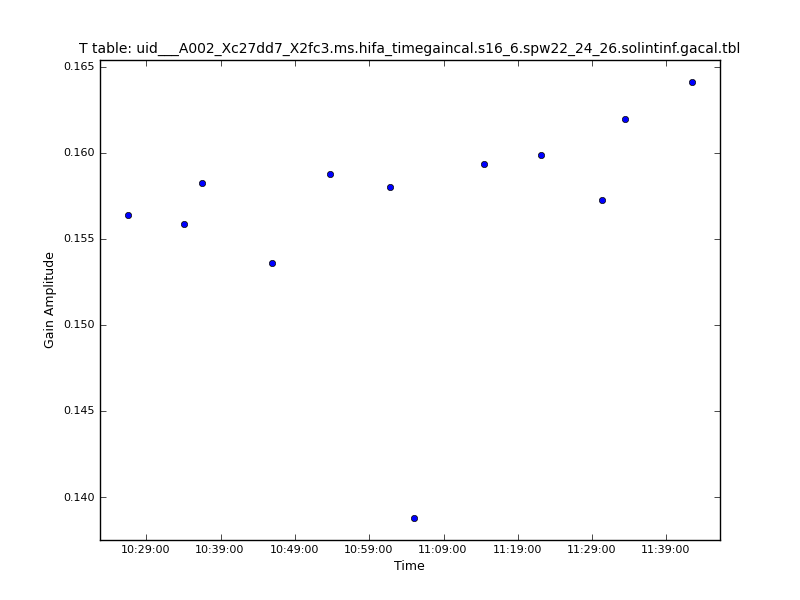 T table: uid___A002_Xc27dd7_X2fc3.ms.hifa_timegaincal.s16_6.spw22_24_26.solintinf.gacal.tbl
0.165
0.160
0.155
0.150
0.145
0.140
Gain Amplitude
10:29:00 10:39:00 10:49:00 10:59:00 11:09:00 11:19:00 11:29:00 11:39:00
Time